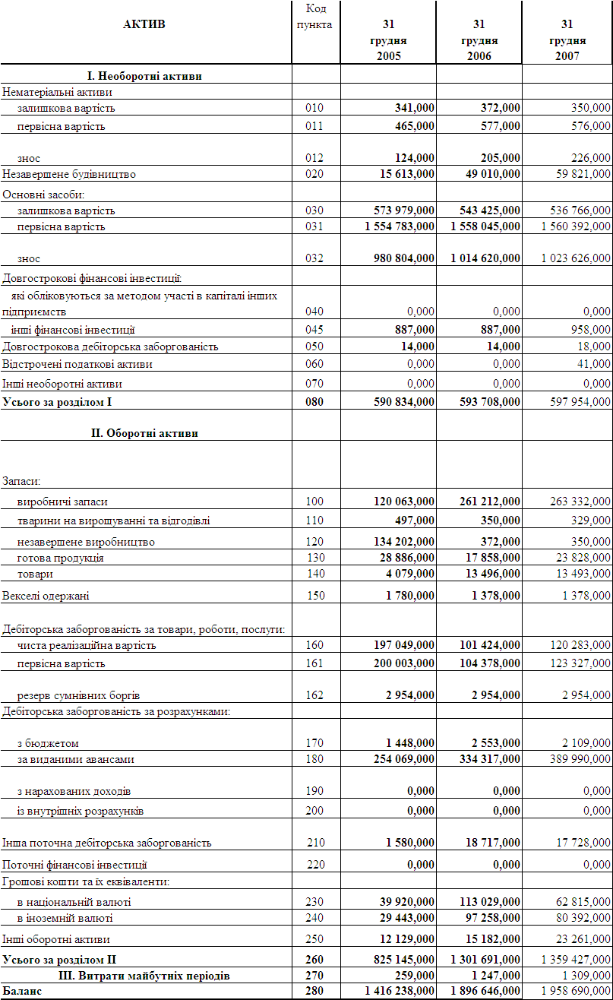 АКТИВ Код пункта 31 грудня 2005 31 грудня 2006 31 грудня 2007
І. Необоротні активи
Нематеріальні активи
залишкова вартість 010 341,000 372,000 350,000
первісна вартість 011 465,000 577,000 576,000
знос 012 124,000 205,000 226,000
Незавершене будівництво 020 15 613,000 49 010,000 59 821,000
Основні засоби:
залишкова вартість 030 573 979,000 543 425,000 536 766,000
первісна вартість 031 1 554 783,000 1 558 045,000 1 560 392,000
знос 032 980 804,000 1 014 620,000 1 023 626,000
Довгострокові фінансові інвестиції:
які обліковуються за методом участі в капіталі інших
підприємств 040 0,000 0,000 0,000
інші фінансові інвестиції 045 887,000 887,000 958,000
Довгострокова дебіторська заборгованість 050 14,000 14,000 18,000
Відстрочені податкові активи 060 0,000 0,000 41,000
Інші необоротні активи 070 0,000 0,000 0,000
Усього за розділом І 080 590 834,000 593 708,000 597 954,000
ІІ. Оборотні активи
Запаси:
виробничі запаси 100 120 063,000 261 212,000 263 332,000
тварини на вирошуванні та відгодівлі 110 497,000 350,000 329,000
незавершене виробництво 120 134 202,000 372,000 350,000
готова продукція 130 28 886,000 17 858,000 23 828,000
товари 140 4 079,000 13 496,000 13 493,000
Векселі одержані 150 1 780,000 1 378,000 1 378,000
Дебіторська заборгованість за товари, роботи, послуги:
чиста реалізаційна вартість 160 197 049,000 101 424,000 120 283,000
первісна вартість 161 200 003,000 104 378,000 123 327,000
резерв сумнівних боргів 162 2 954,000 2 954,000 2 954,000
Дебіторська заборгованість за розрахунками:
з бюджетом 170 1 448,000 2 553,000 2 109,000
за виданими авансами 180 254 069,000 334 317,000 389 990,000
з нарахованих доходів 190 0,000 0,000 0,000
із внутрішніх розрахунків 200 0,000 0,000 0,000
Інша поточна дебіторська заборгованість 210 1 580,000 18 717,000 17 728,000
Поточні фінансові інвестиції 220 0,000 0,000 0,000
Грошові кошти та їх еквіваленти:
в національній валюті 230 39 920,000 113 029,000 62 815,000
в іноземній валюті 240 29 443,000 97 258,000 80 392,000
Інші оборотні активи 250 12 129,000 15 182,000 23 261,000
Усього за розділом ІІ 260 825 145,000 1 301 691,000 1 359 427,000
ІІІ. Витрати майбутніх періодів 270 259,000 1 247,000 1 309,000
Баланс 280 1 416 238,000 1 896 646,000 1 958 690,000